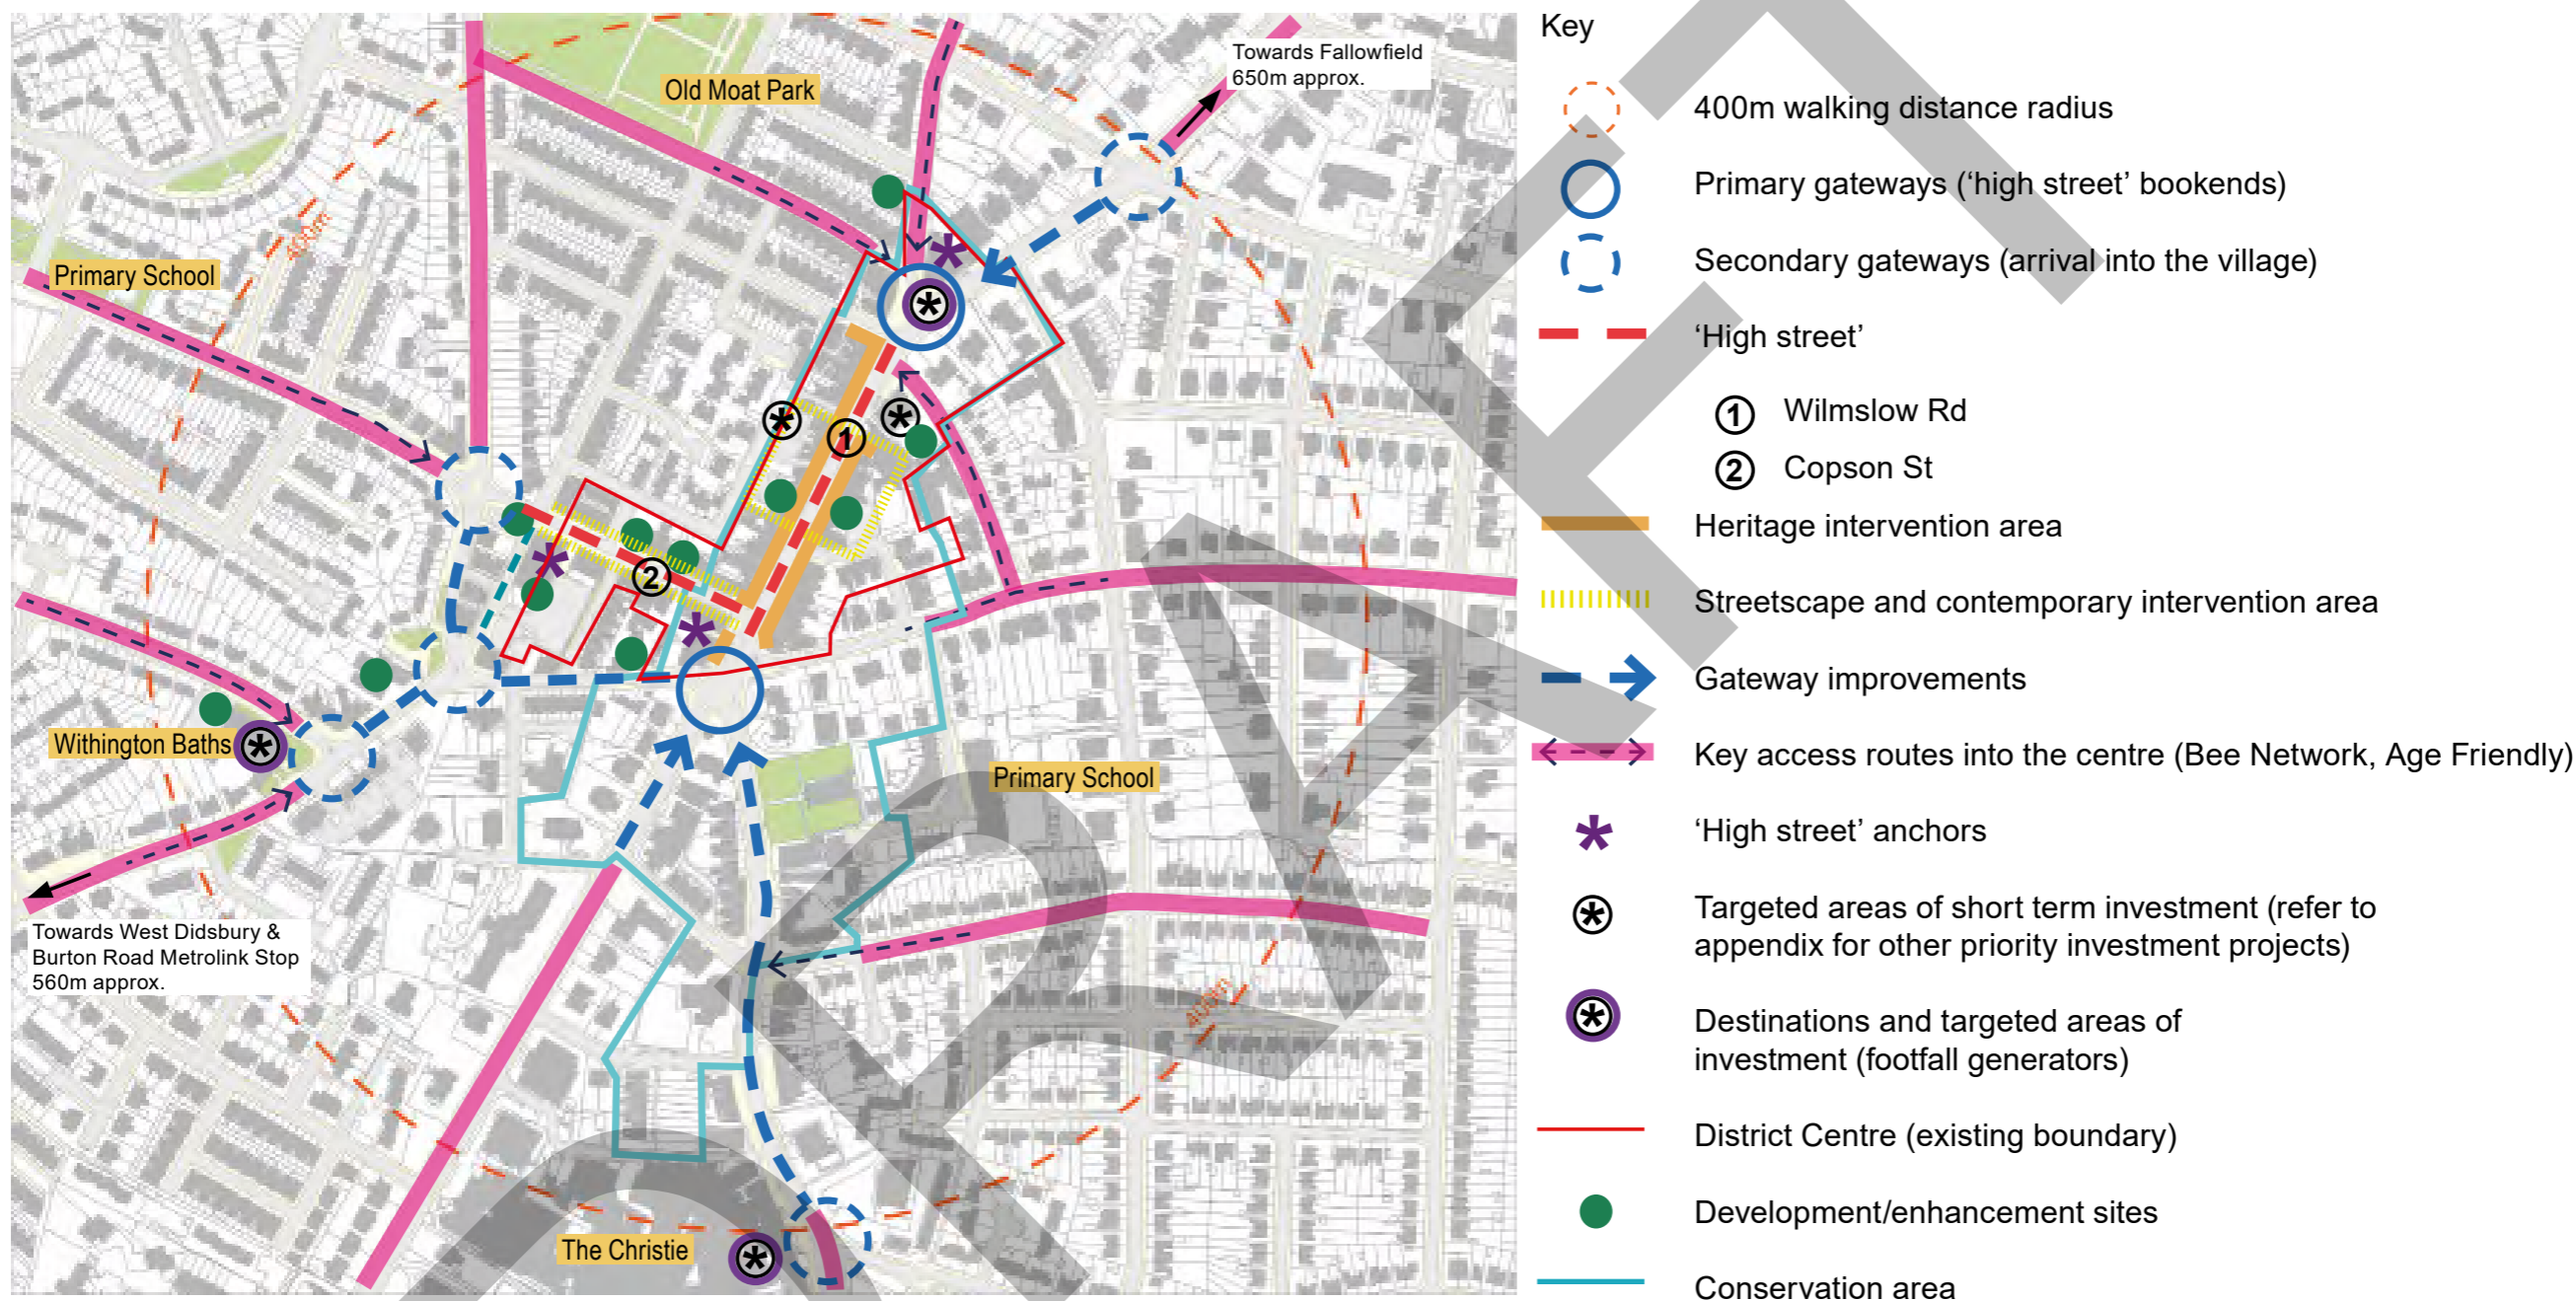 Old Moat Park
Towards Fallowfield
650m approx.
400m
Primary School
1
2
Withington Baths
Primary School
Towards West Didsbury &
Burton Road Metrolink Stop
560m approx.
400m
The Christie
Key
400m walking distance radius
Primary gateways (‘high street’ bookends)
Secondary gateways (arrival into the village)
‘High street’
1 Wilmslow Rd
2 Copson St
Heritage intervention area
Streetscape and contemporary intervention area
Gateway improvements
Key access routes into the centre (Bee Network, Age Friendly)
‘High street’ anchors
Targeted areas of short term investment (refer to
appendix for other priority investment projects)
Destinations and targeted areas of
investment (footfall generators)
District Centre (existing boundary)
Development/enhancement sites
Conservation area
DRAFT